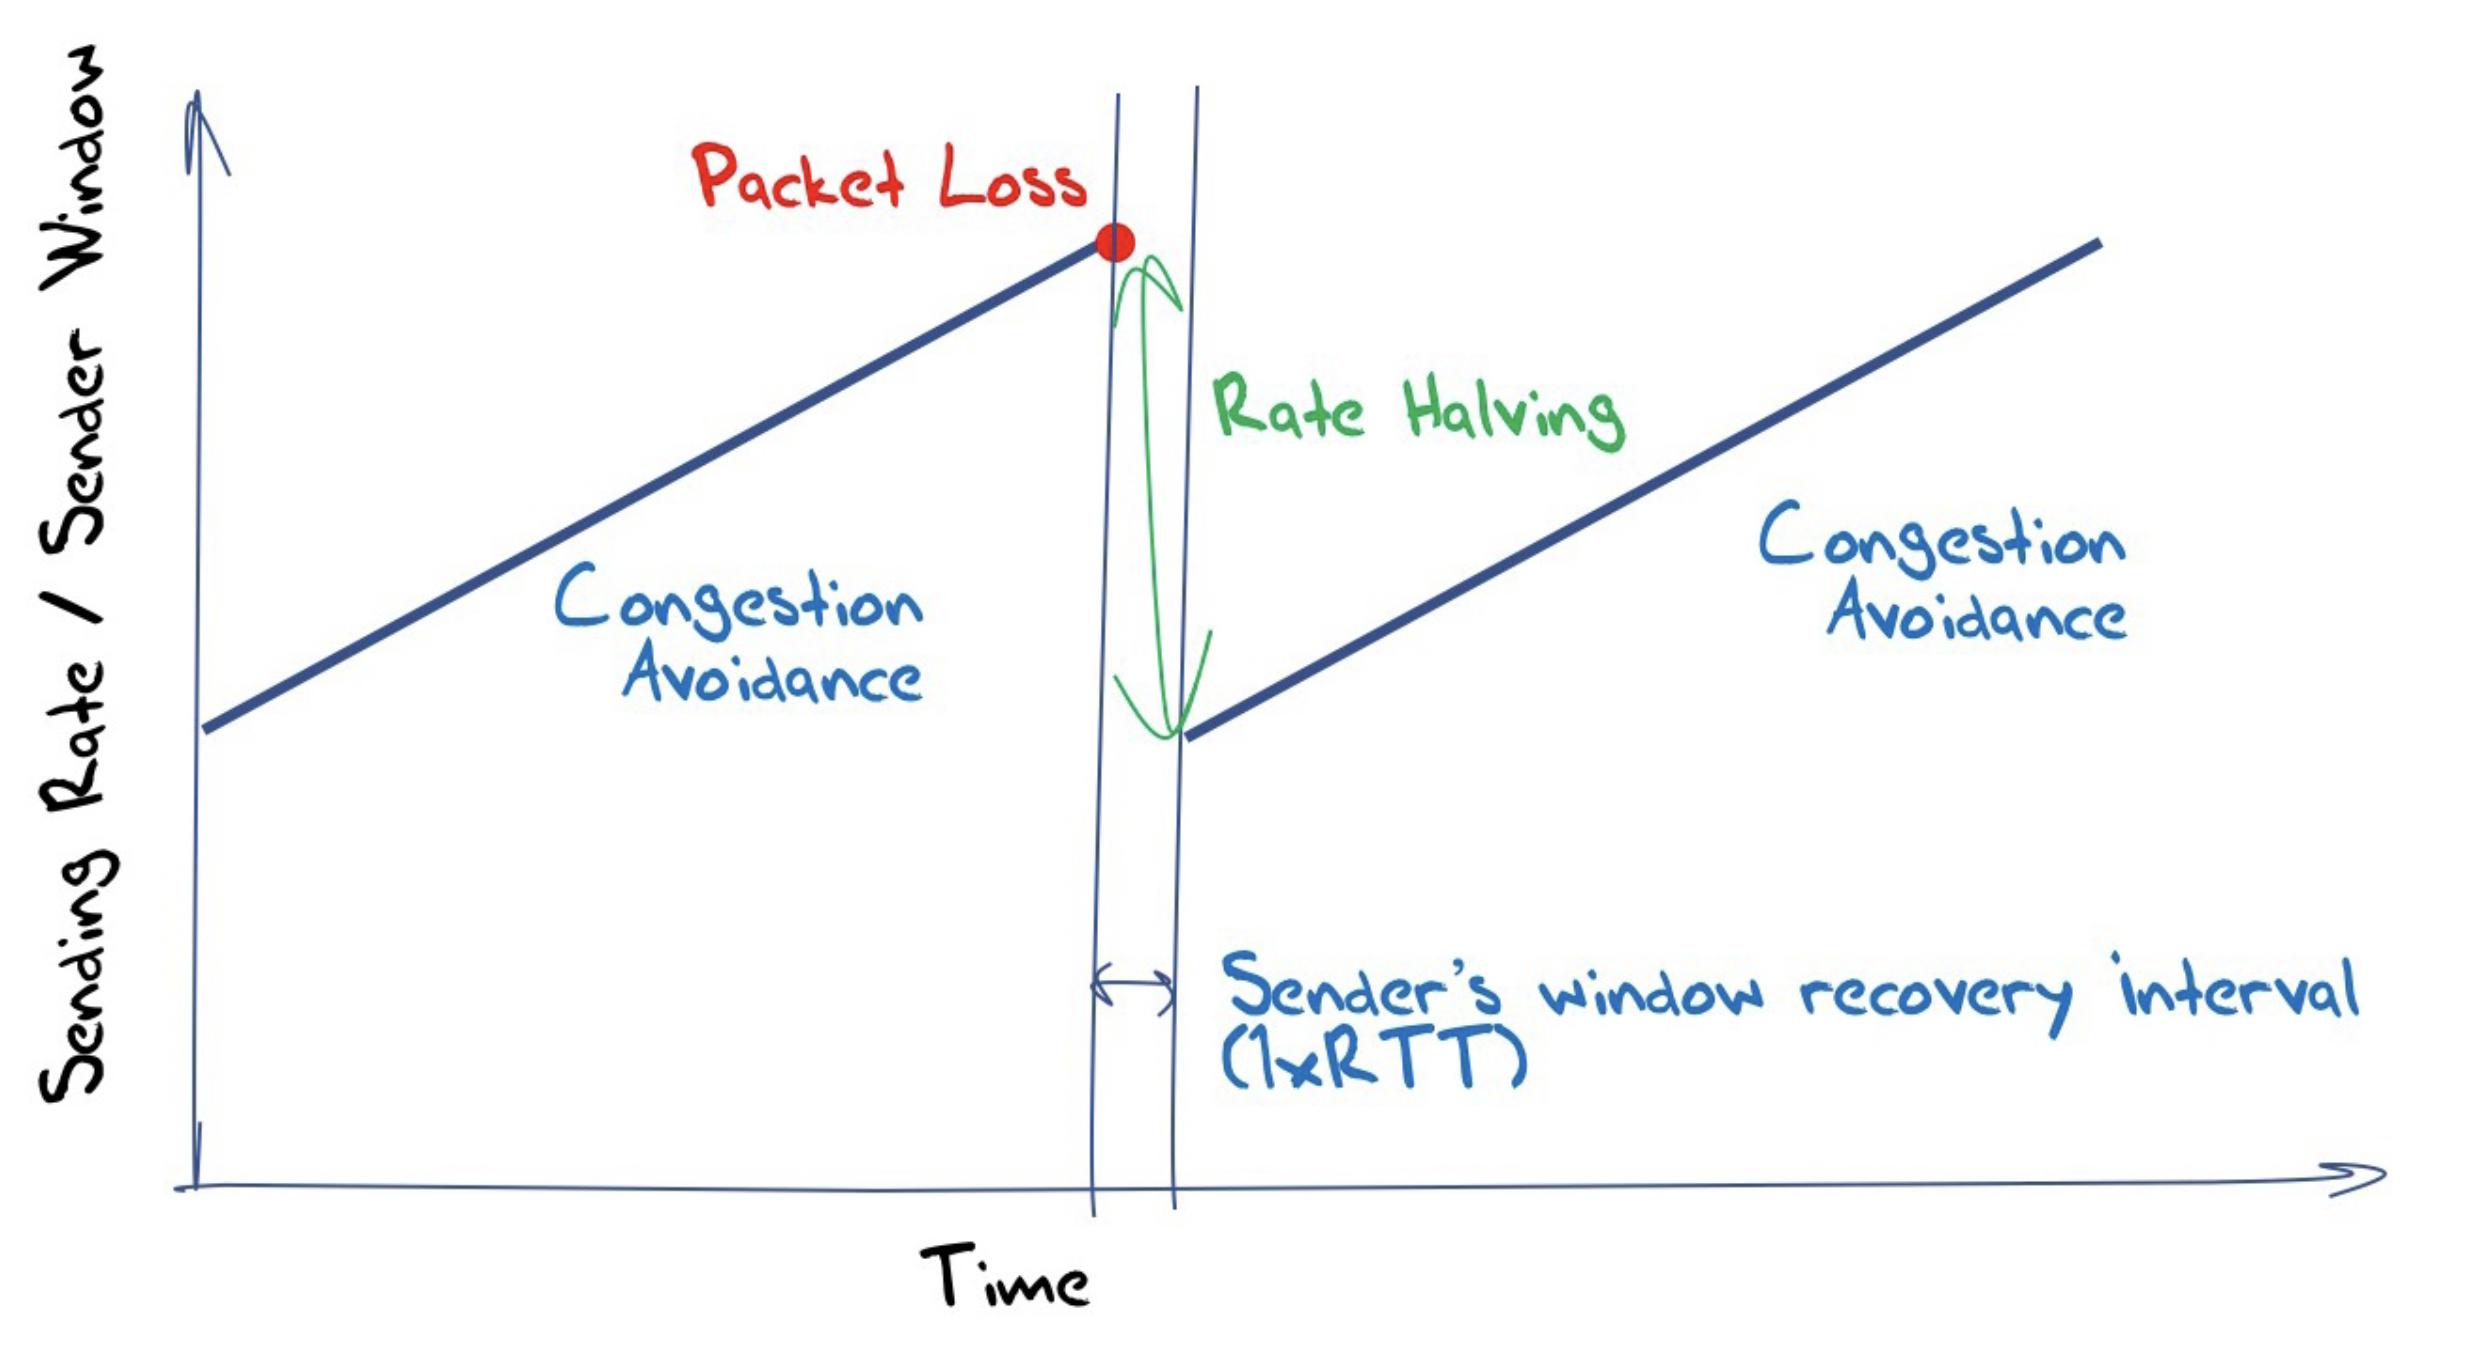 Sending Rate / Sender Window
Packet Loss
Rate Halving
Congestion
Avoidance
Congestion
Avoidance
Sender's window recovery interval
(1xRTT)
Time